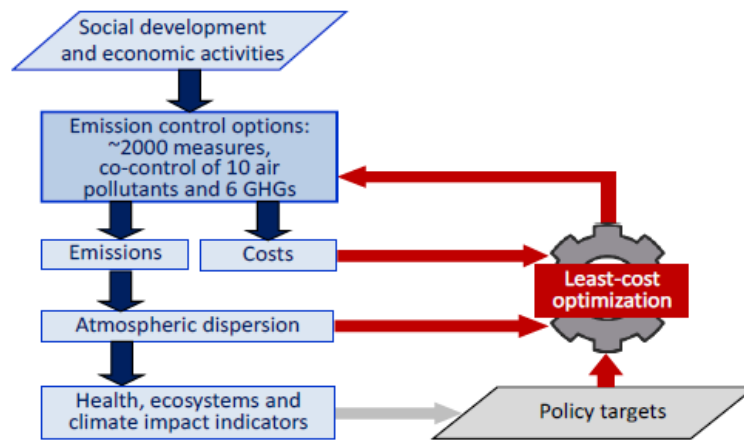 Social development
and economic activities
Emission control options:
~2000 measures,
co-control of 10 air
pollutants and 6 GHGs
Emissions
Costs
Least-cost
optimization
Atmospheric dispersion
Health, ecosystems and
climate impact indicators
Policy targets